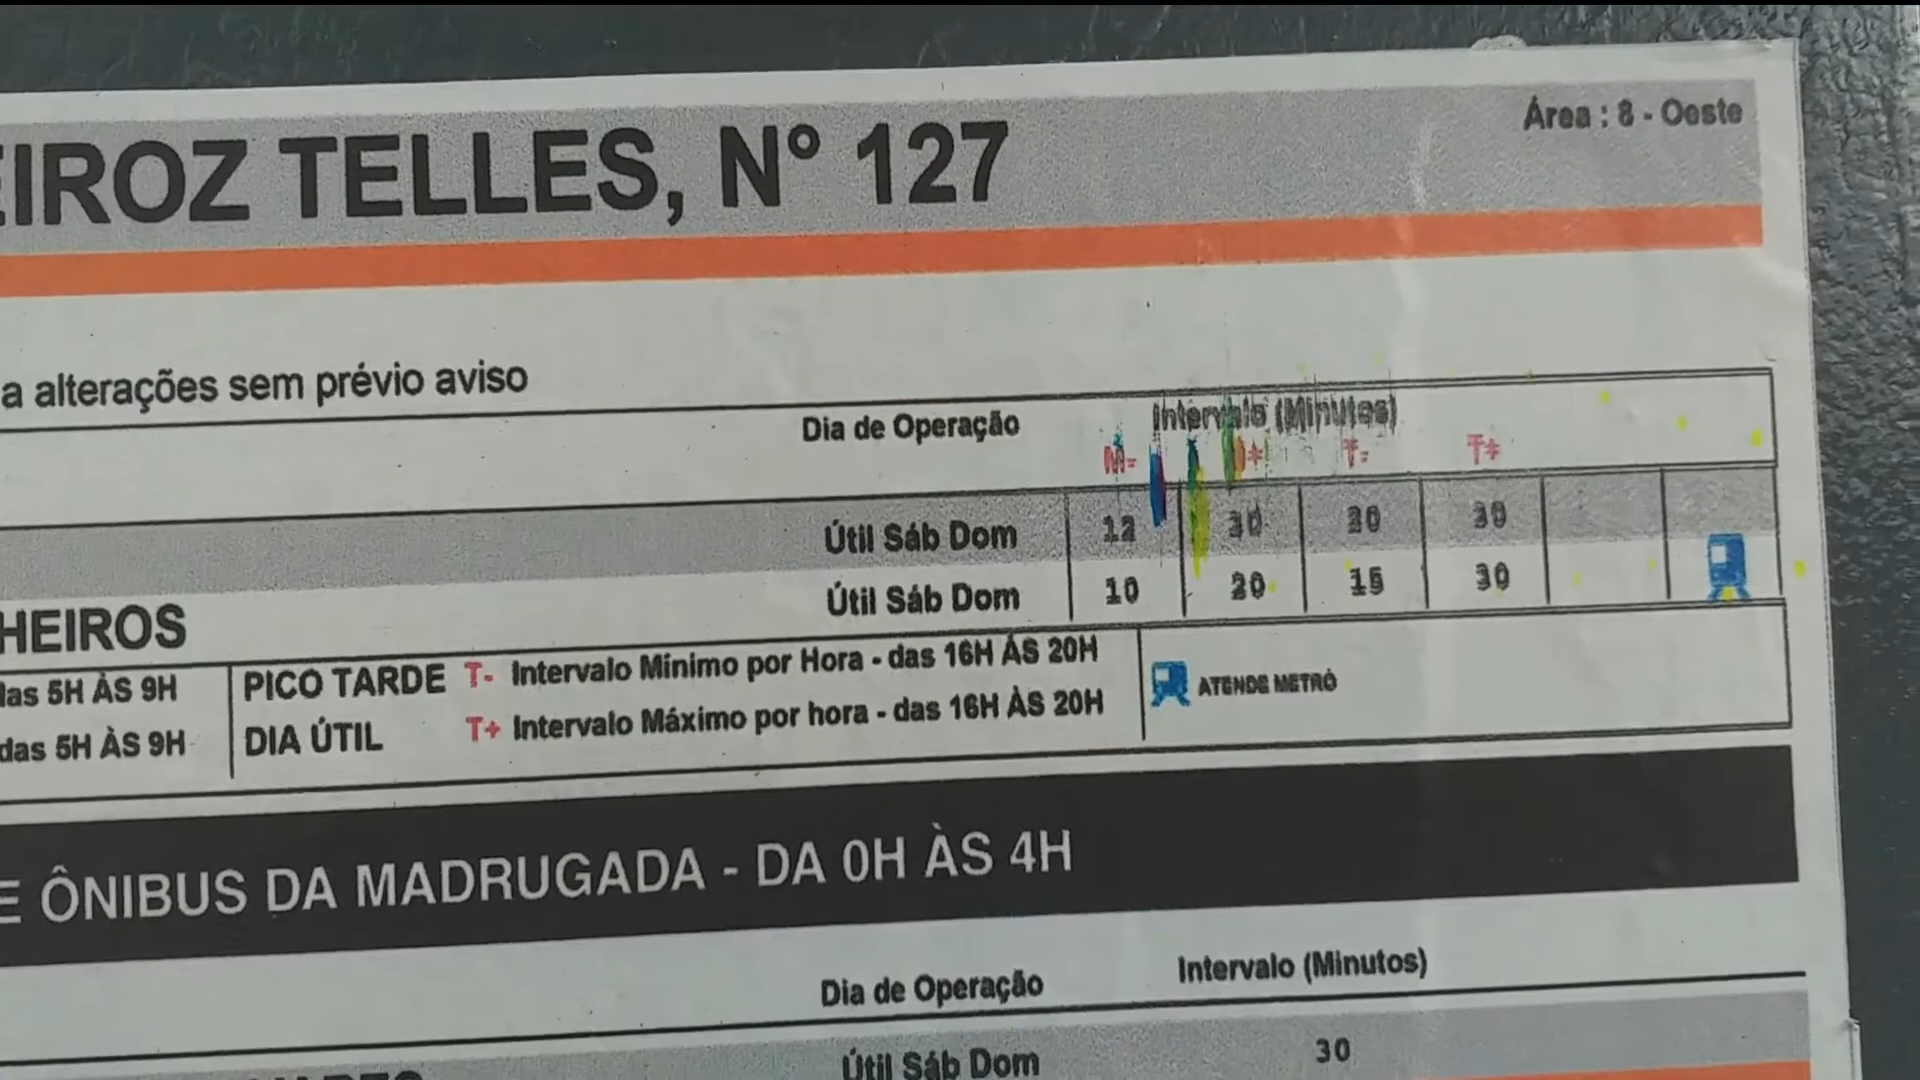 EIROZ TELLES, Nº 127
Área : 8 - Oeste
a alterações sem prévio aviso
Dia de Operação
Intervalo (Minutos)
M- T- T+
Útil Sáb Dom 12 30 20 30
Útil Sáb Dom 10 20 15 30
HEIROS
das 5H ÀS 9H
PICO TARDE T- Intervalo Mínimo por Hora - das 16H ÀS 20H
ATENDE METRÔ
das 5H ÀS 9H
DIA ÚTIL T+ Intervalo Máximo por hora - das 16H ÀS 20H
E ÔNIBUS DA MADRUGADA - DA 0H ÀS 4H
Dia de Operação Intervalo (Minutos)
Útil Sáb Dom 30